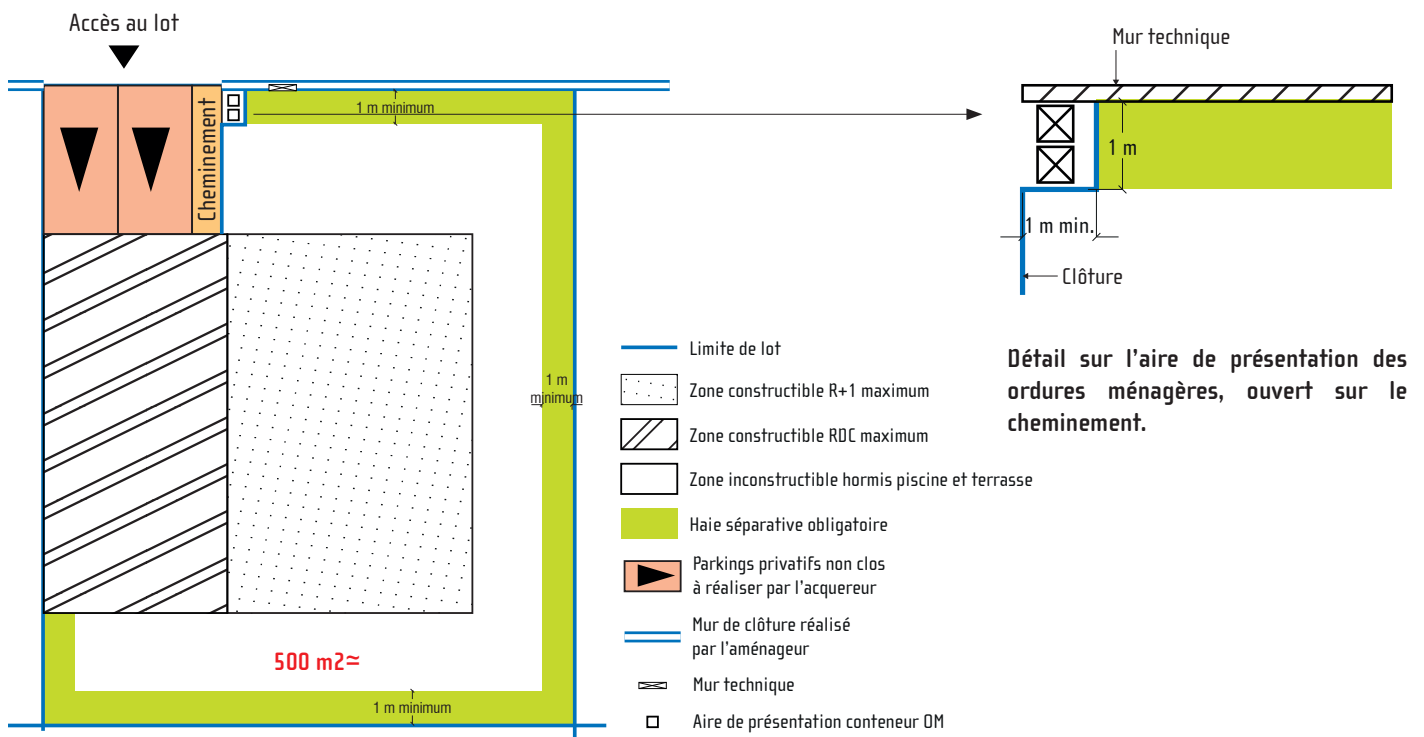 Accès au lot
Cheminement
1 m minimum
1 m
minimum
500 m2≃
1 m minimum
Mur technique
1 m
1 m min.
Clôture
Détail sur l'aire de présentation des
ordures ménagères, ouvert sur le
cheminement.
Limite de lot
Zone constructible R+1 maximum
Zone constructible RDC maximum
Zone inconstructible hormis piscine et terrasse
Haie séparative obligatoire
Parkings privatifs non clos
à réaliser par l'acquereur
Mur de clôture réalisé
par l'aménageur
Mur technique
Aire de présentation conteneur OM